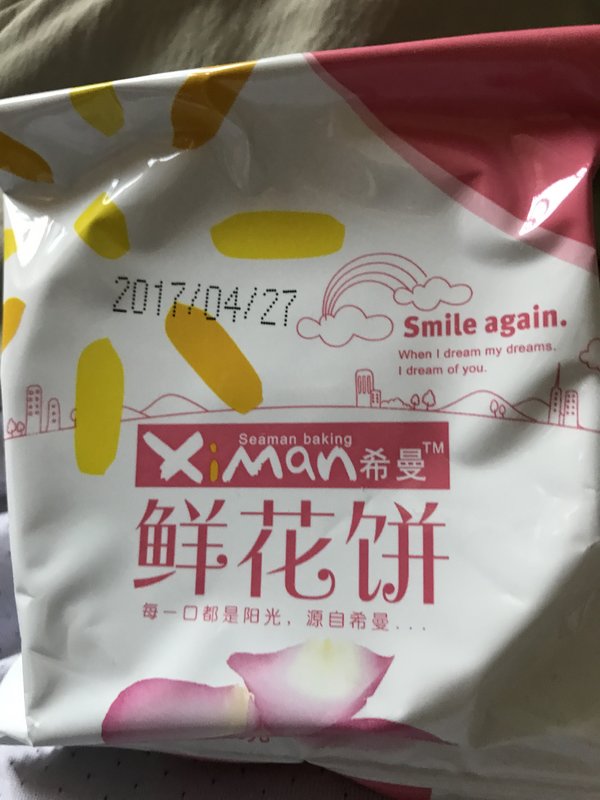 2017/04/27
Smile again.
When I dream my dreams.
I dream of you.
Seaman baking
XiMan希曼™
鲜花饼
每一口都是阳光，源自希曼...